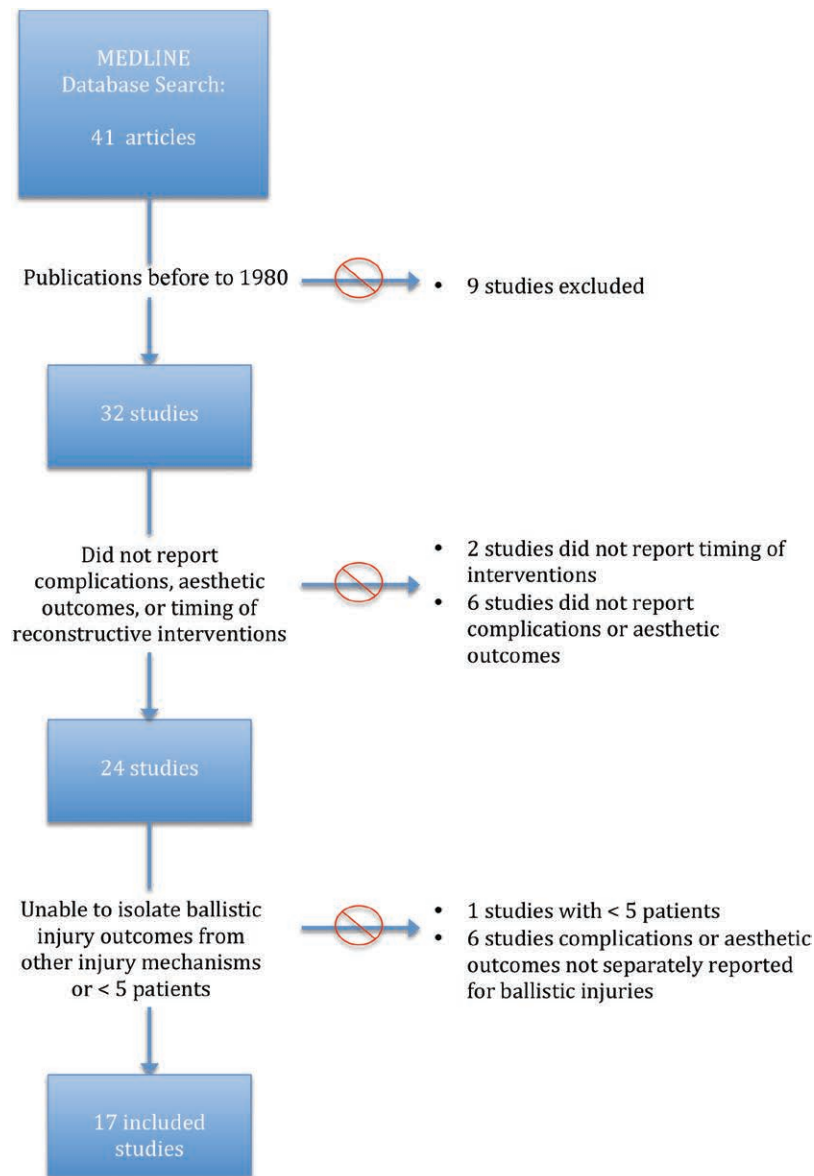 MEDLINE
Database Search:
41 articles
Publications before to 1980
• 9 studies excluded
32 studies
Did not report
complications, aesthetic
outcomes, or timing of
reconstructive interventions
• 2 studies did not report timing of
interventions
• 6 studies did not report
complications or aesthetic
outcomes
24 studies
Unable to isolate ballistic
injury outcomes from
other injury mechanisms
or < 5 patients
• 1 studies with < 5 patients
• 6 studies complications or aesthetic
outcomes not separately reported
for ballistic injuries
17 included
studies